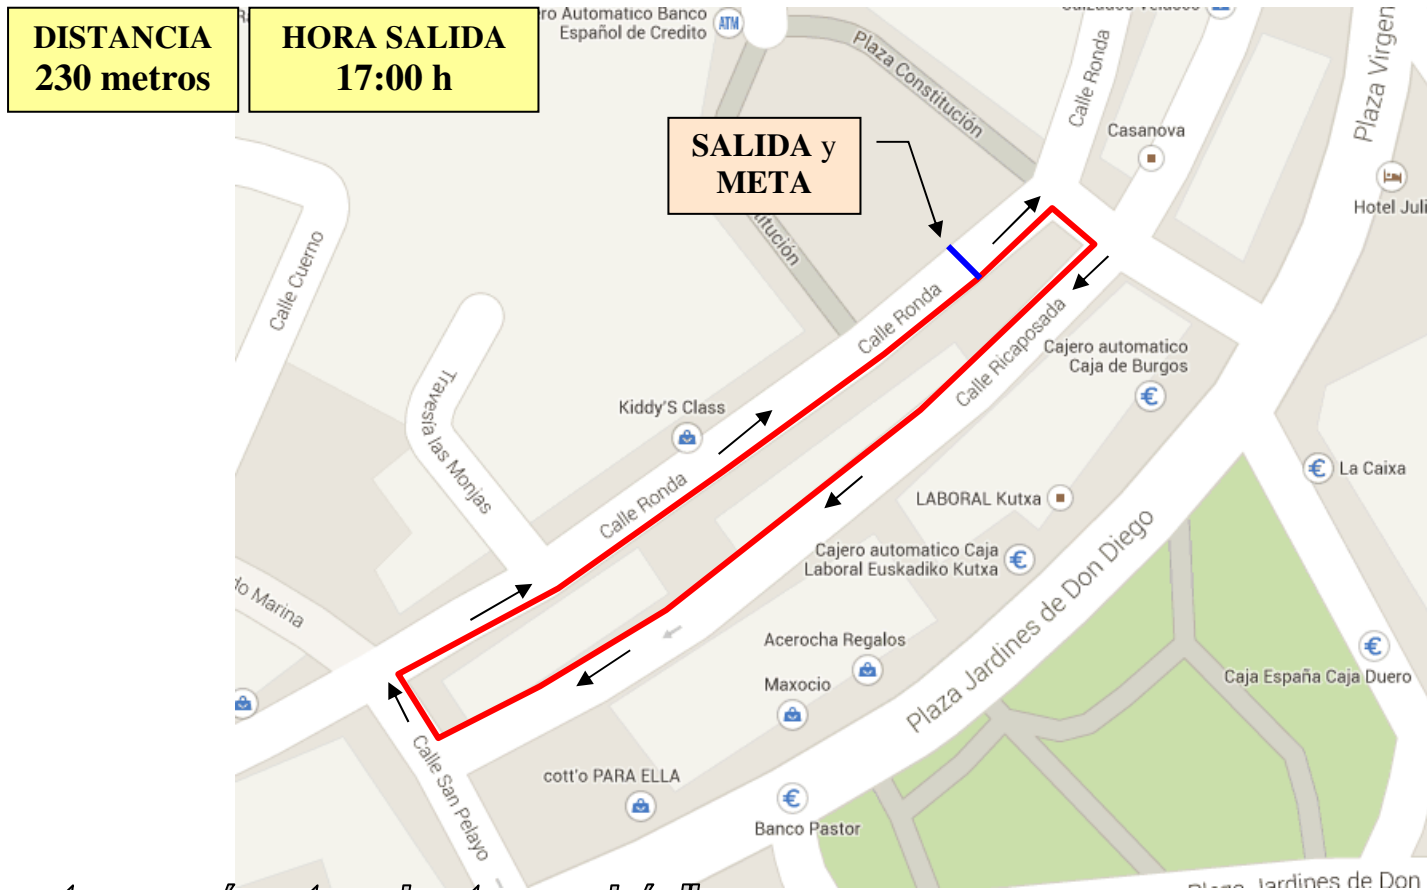 DISTANCIA
230 metros
HORA SALIDA
17:00 h
Automatico Banco
Español de Credito
ATM
Plaza Constitución
Calle Ronda
Casanova
Plaza Virgen
Hotel Juli
SALIDA y
META
Calle Cuerno
Calle Ronda
Calle Ricaposada
Cajero automatico
Caja de Burgos
€
Travesía las Monjas
Kiddy'S Class
Calle Ronda
€ La Caixa
LABORAL Kutxa
Cajero automatico Caja
Laboral Euskadiko Kutxa
€
Plaza Jardines de Don Diego
Marina
Acerocha Regalos
Maxocio
€
Caja España Caja Duero
Calle San Pelayo
cott'o PARA ELLA
€
Banco Pastor
Jardines de Don